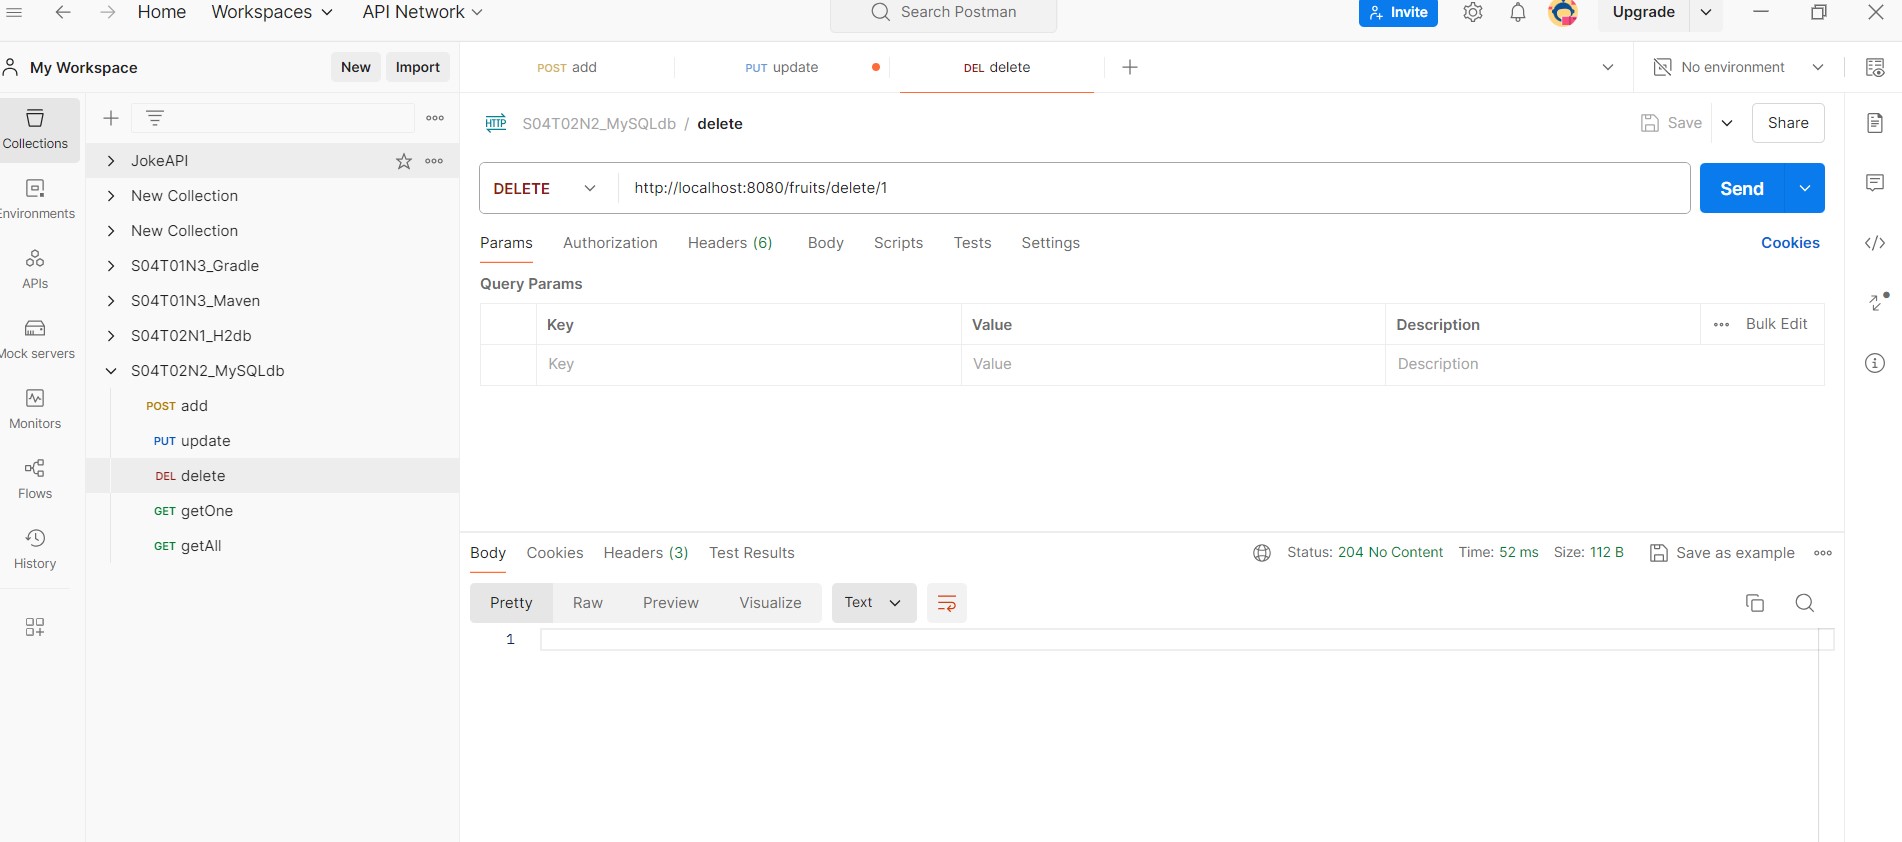 Home Workspaces API Network Search Postman Invite Upgrade
My Workspace New Import POST add PUT update DEL delete No environment
Collections
Environments
APIs
Mock servers
Monitors
Flows
History
JokeAPI
New Collection
New Collection
S04T01N3_Gradle
S04T01N3_Maven
S04T02N1_H2db
S04T02N2_MySQLdb
POST add
PUT update
DEL delete
GET getOne
GET getAll
HTTP S04T02N2_MySQLdb / delete Save Share
DELETE http://localhost:8080/fruits/delete/1 Send
Params Authorization Headers (6) Body Scripts Tests Settings Cookies
Query Params
Key Value Description Bulk Edit
Key Value Description
Body Cookies Headers (3) Test Results Status: 204 No Content Time: 52 ms Size: 112 B Save as example
Pretty Raw Preview Visualize Text
1